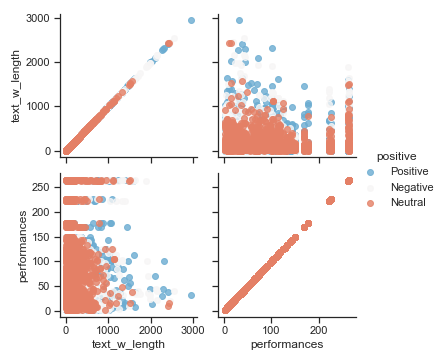 3000
2000
1000
0
text_w_length
positive
Positive
Negative
Neutral
250
200
150
100
50
0
performances
0 1000 2000 3000
text_w_length
0 200
performances